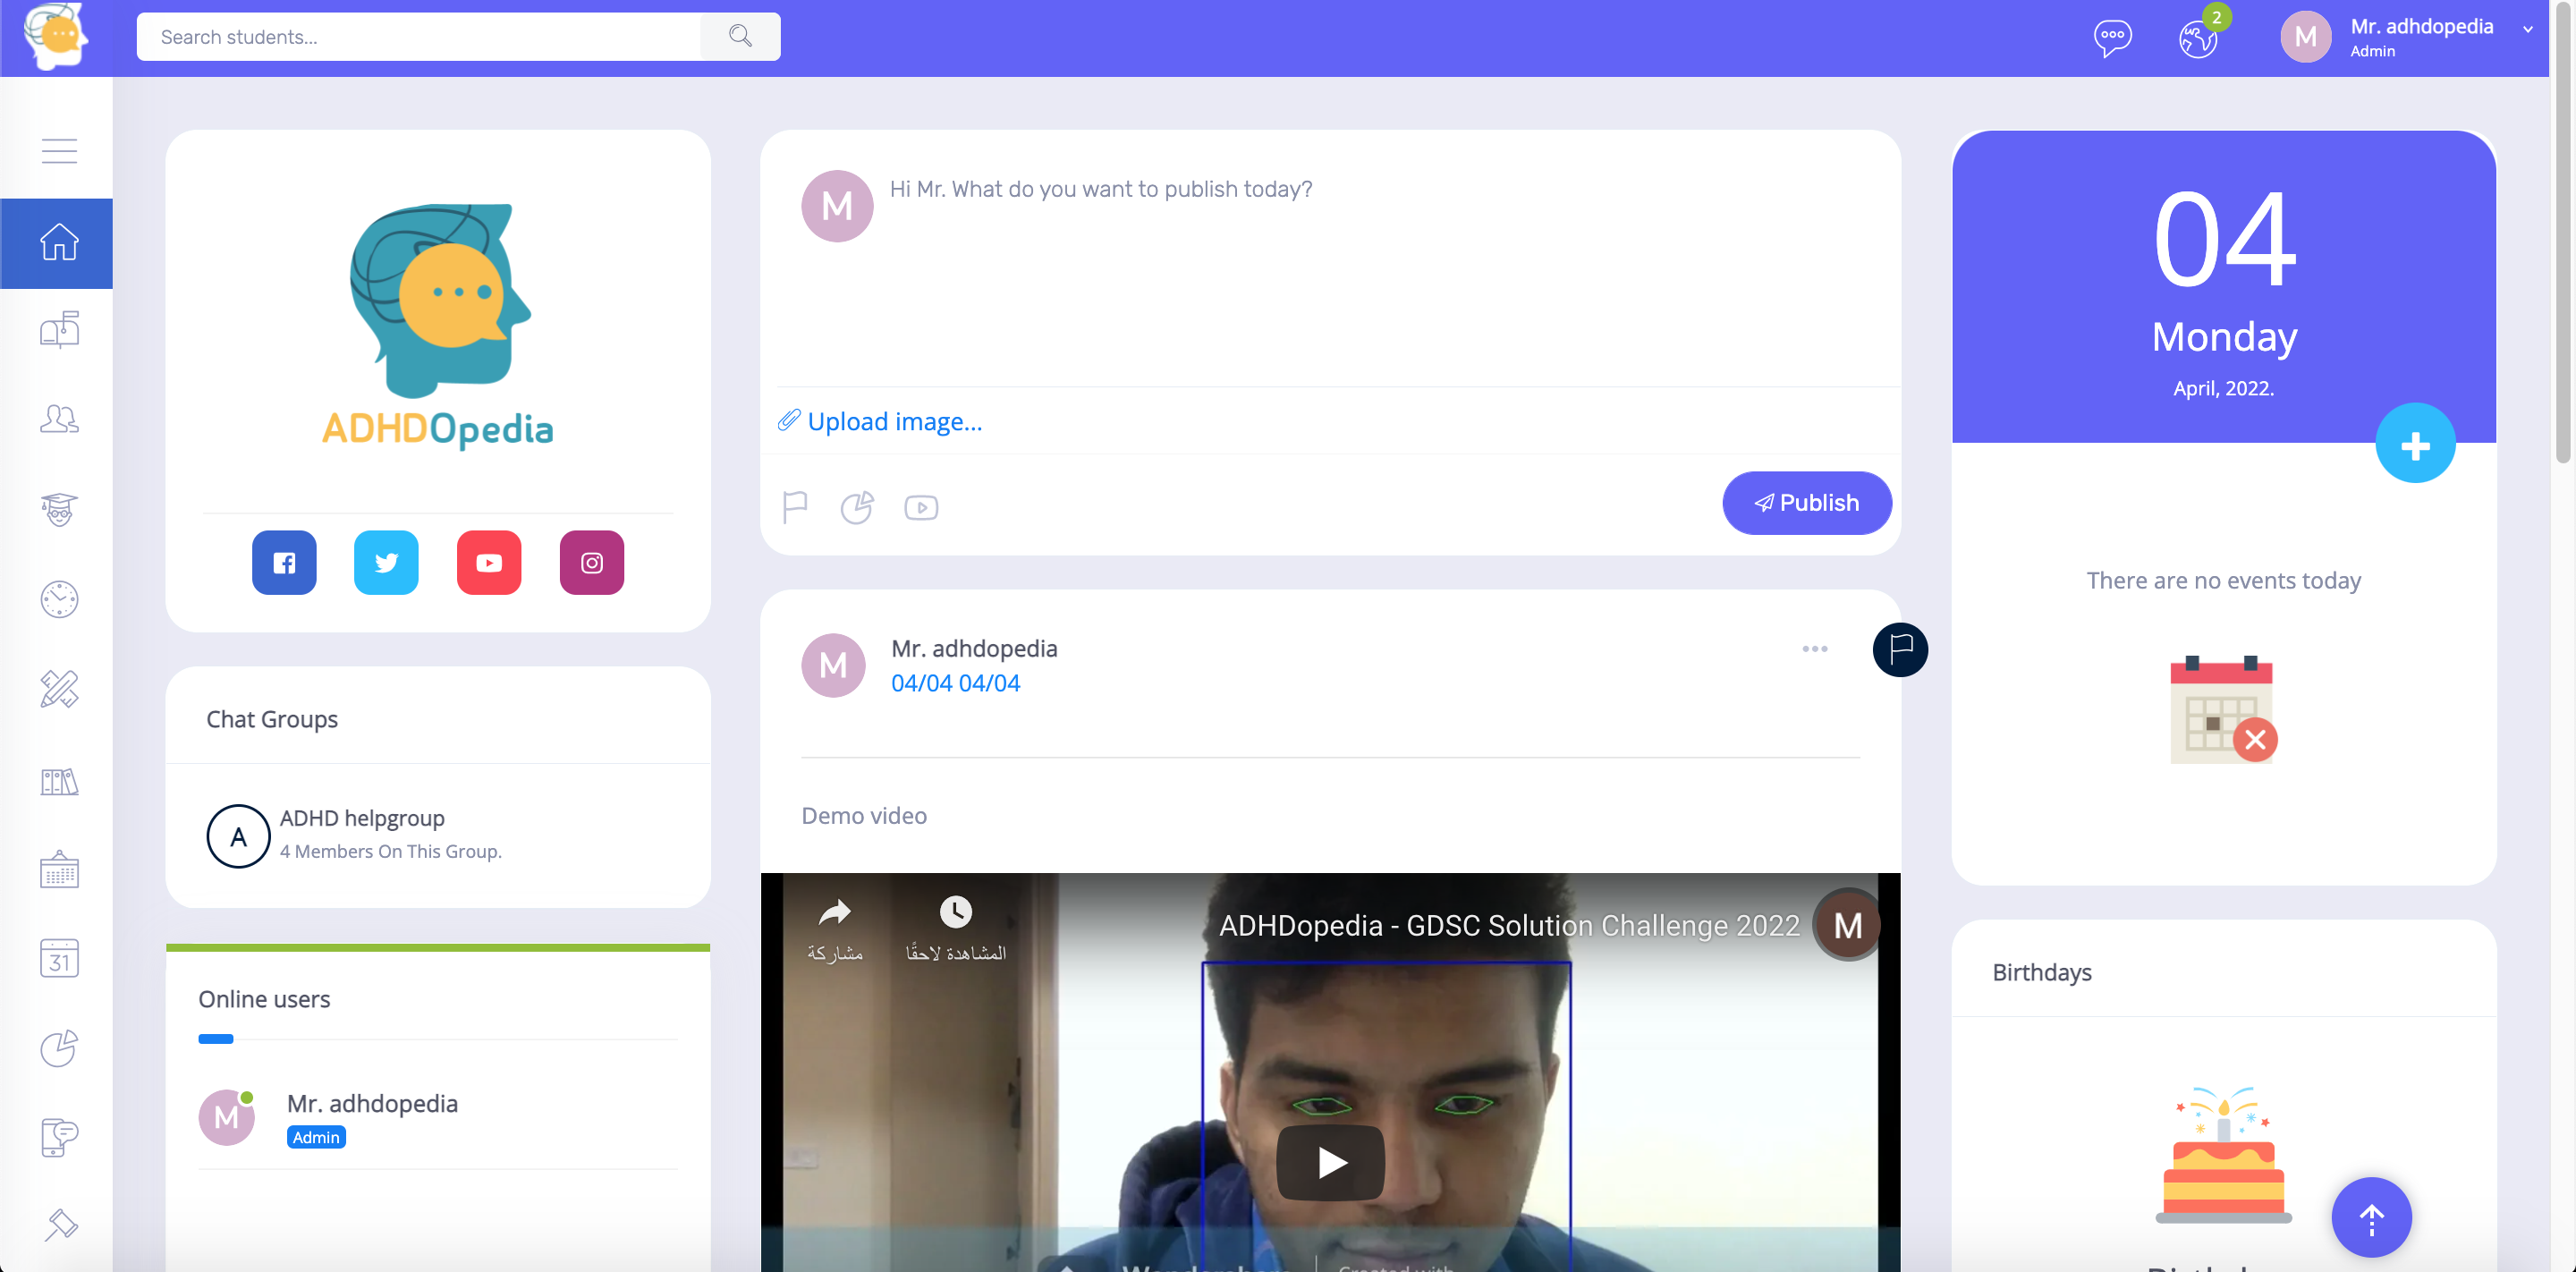 Search students...
2
M
Mr. adhdopedia
Admin
ADHDOpedia
Chat Groups
A
ADHD helpgroup
4 Members On This Group.
31
Online users
M
Mr. adhdopedia
Admin
M
Hi Mr. What do you want to publish today?
Upload image...
Publish
M
Mr. adhdopedia
04/04 04/04
Demo video
مشاركة
المشاهدة لاحقًا
ADHDopedia - GDSC Solution Challenge 2022
M
Created with
04
Monday
April, 2022.
There are no events today
Birthdays